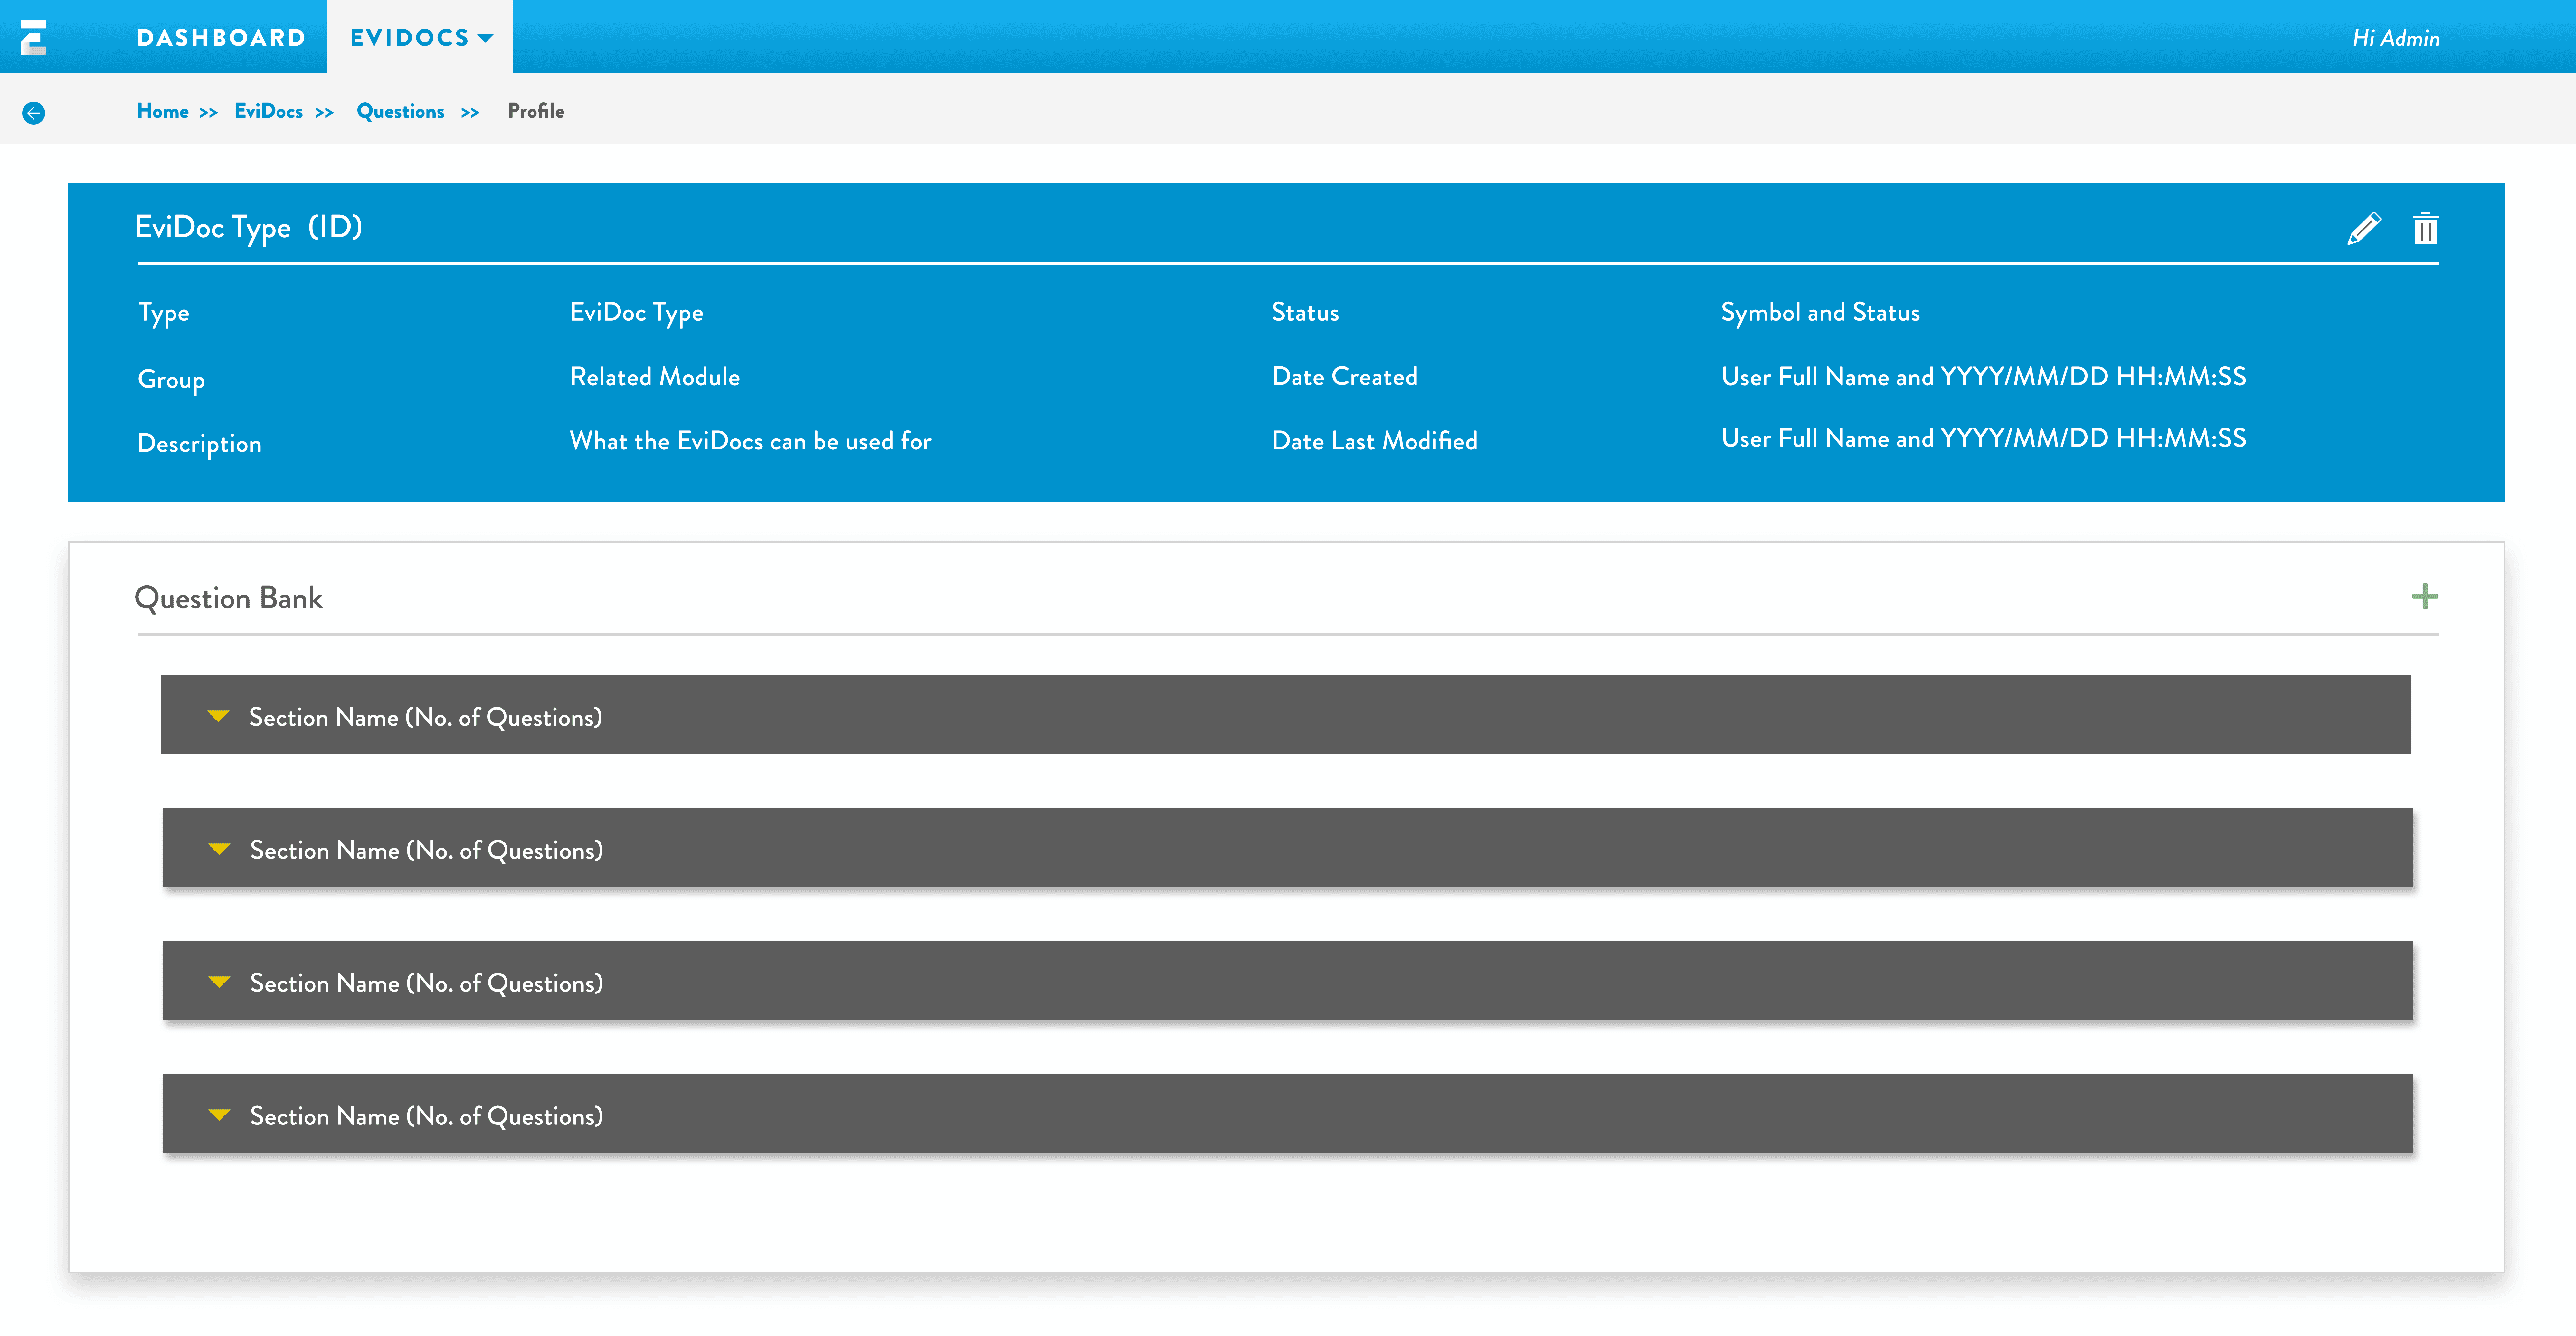 DASHBOARD EVIDOCS Hi Admin
Home >> EviDocs >> Questions >> Profile
EviDoc Type (ID)
Type EviDoc Type Status Symbol and Status
Group Related Module Date Created User Full Name and YYYY/MM/DD HH:MM:SS
Description What the EviDocs can be used for Date Last Modified User Full Name and YYYY/MM/DD HH:MM:SS
Question Bank
Section Name (No. of Questions)
Section Name (No. of Questions)
Section Name (No. of Questions)
Section Name (No. of Questions)